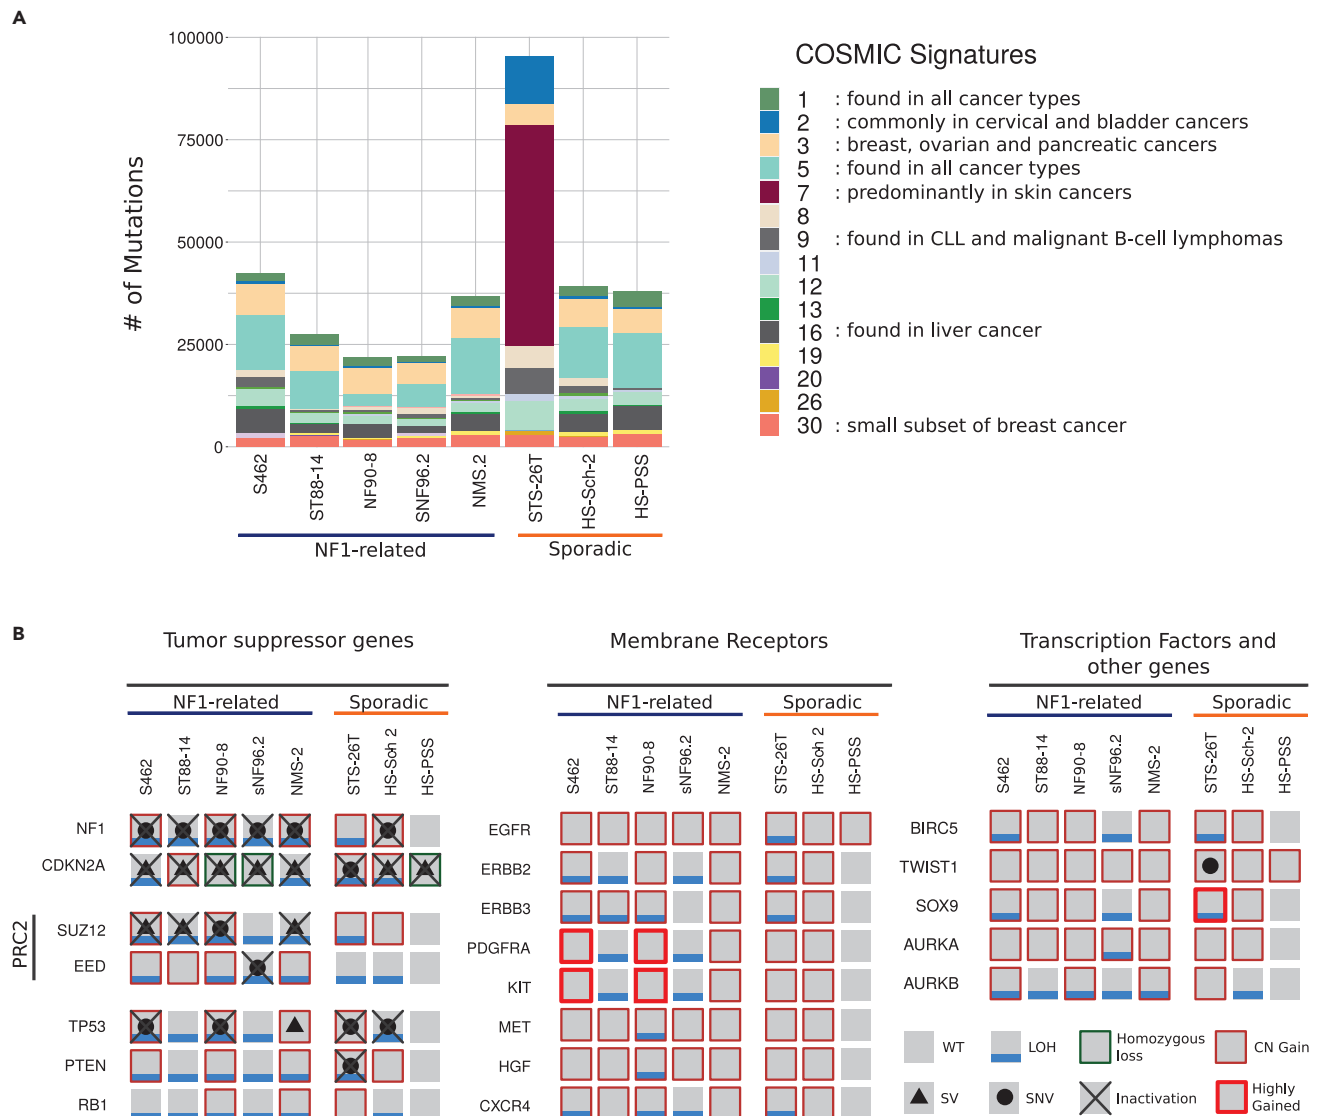 A
100000
75000
50000
25000
0
# of Mutations
S462
ST88-14
NF90-8
SNF96.2
NMS.2
STS-26T
HS-Sch-2
HS-PSS
NF1-related
Sporadic
COSMIC Signatures
1 : found in all cancer types
2 : commonly in cervical and bladder cancers
3 : breast, ovarian and pancreatic cancers
5 : found in all cancer types
7 : predominantly in skin cancers
8
9 : found in CLL and malignant B-cell lymphomas
11
12
13
16 : found in liver cancer
19
20
26
30 : small subset of breast cancer
B
Tumor suppressor genes
NF1-related
Sporadic
S462
ST88-14
NF90-8
sNF96.2
NMS-2
STS-26T
HS-Soh 2
HS-PSS
NF1
CDKN2A
PRC2
SUZ12
EED
TP53
PTEN
RB1
Membrane Receptors
NF1-related
Sporadic
S462
ST88-14
NF90-8
sNF96.2
NMS-2
STS-26T
HS-Soh 2
HS-PSS
EGFR
ERBB2
ERBB3
PDGFRA
KIT
MET
HGF
CXCR4
Transcription Factors and
other genes
NF1-related
Sporadic
S462
ST88-14
NF90-8
sNF96.2
NMS-2
STS-26T
HS-Sch-2
HS-PSS
BIRC5
TWIST1
SOX9
AURKA
AURKB
WT
LOH
Homozygous
loss
CN Gain
SV
SNV
Inactivation
Highly
Gained